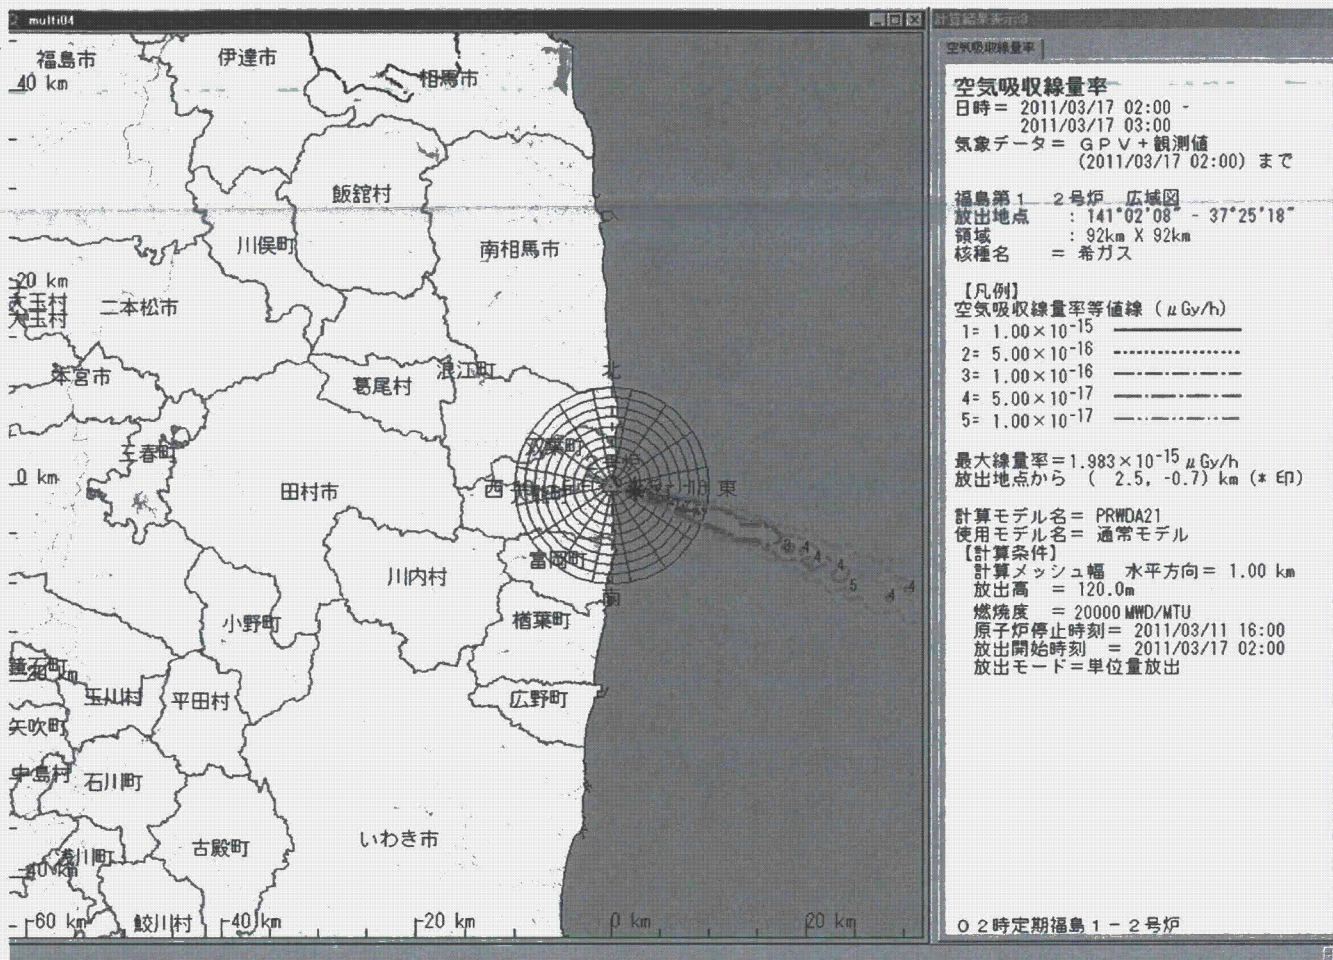 multi04
計算結果表示:3
空気吸収線量率
福島市
伊達市
相馬市
40 km
飯舘村
川俣町
南相馬市
20 km
大玉村
大玉村
二本松市
本宮市
葛尾村
浪江町
北
三春町
双葉町
0 km
田村市
西
東
富岡町
川内村
南
小野町
楢葉町
鏡石町
玉川村
平田村
広野町
矢吹町
中島村
石川町
古殿町
いわき市
浅川町
-40 km
鮫川村
-60 km
-40 km
-20 km
0 km
20 km
空気吸収線量率
日時= 2011/03/17 02:00 -
2011/03/17 03:00
気象データ= GPV+観測値
(2011/03/17 02:00) まで
福島第1 2号炉 広域図
放出地点 : 141°02'08" - 37°25'18"
領域 : 92km X 92km
核種名 = 希ガス
【凡例】
空気吸収線量率等値線 (μGy/h)
1= 1.00×10⁻¹⁵
2= 5.00×10⁻¹⁶
3= 1.00×10⁻¹⁶
4= 5.00×10⁻¹⁷
5= 1.00×10⁻¹⁷
最大線量率=1.983×10⁻¹⁵μGy/h
放出地点から ( 2.5, -0.7) km (* 印)
計算モデル名= PRWDA21
使用モデル名= 通常モデル
【計算条件】
計算メッシュ幅 水平方向= 1.00 km
放出高 = 120.0m
燃焼度 = 20000MWD/MTU
原子炉停止時刻= 2011/03/11 16:00
放出開始時刻 = 2011/03/17 02:00
放出モード=単位量放出
02時定期福島1-2号炉